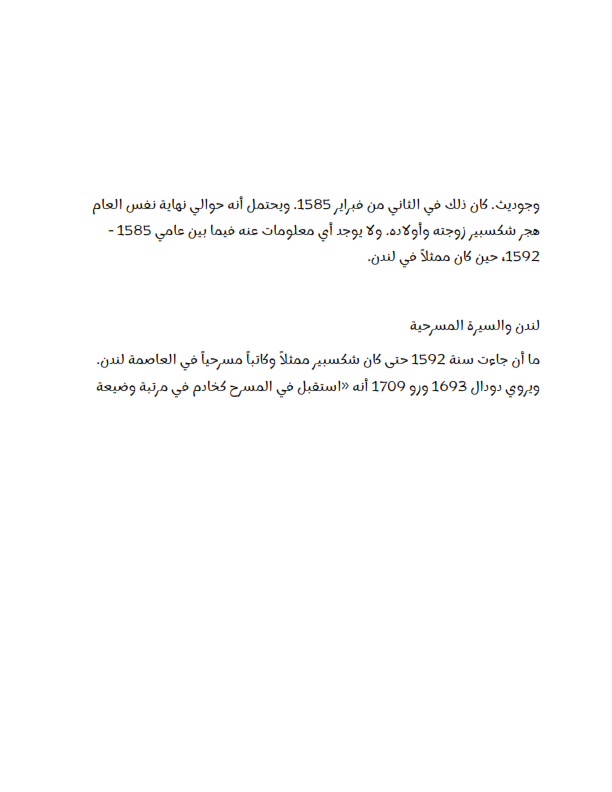 وجوديث. كان ذلك في الثاني من فبراير 1585. ويحتمل أنه حوالي نهاية نفس العام
هجر شكسبير زوجته وأولاده. ولا يوجد أي معلومات عنه فيما بين عامي 1585 -
1592، حين كان ممثلاً في لندن.
لندن والسيرة المسرحية
ما أن جاءت سنة 1592 حتى كان شكسبير ممثلاً وكاتباً مسرحياً في العاصمة لندن.
ويروي دودال 1693 ورو 1709 أنه «استقبل في المسرح كخادم في مرتبة وضيعة